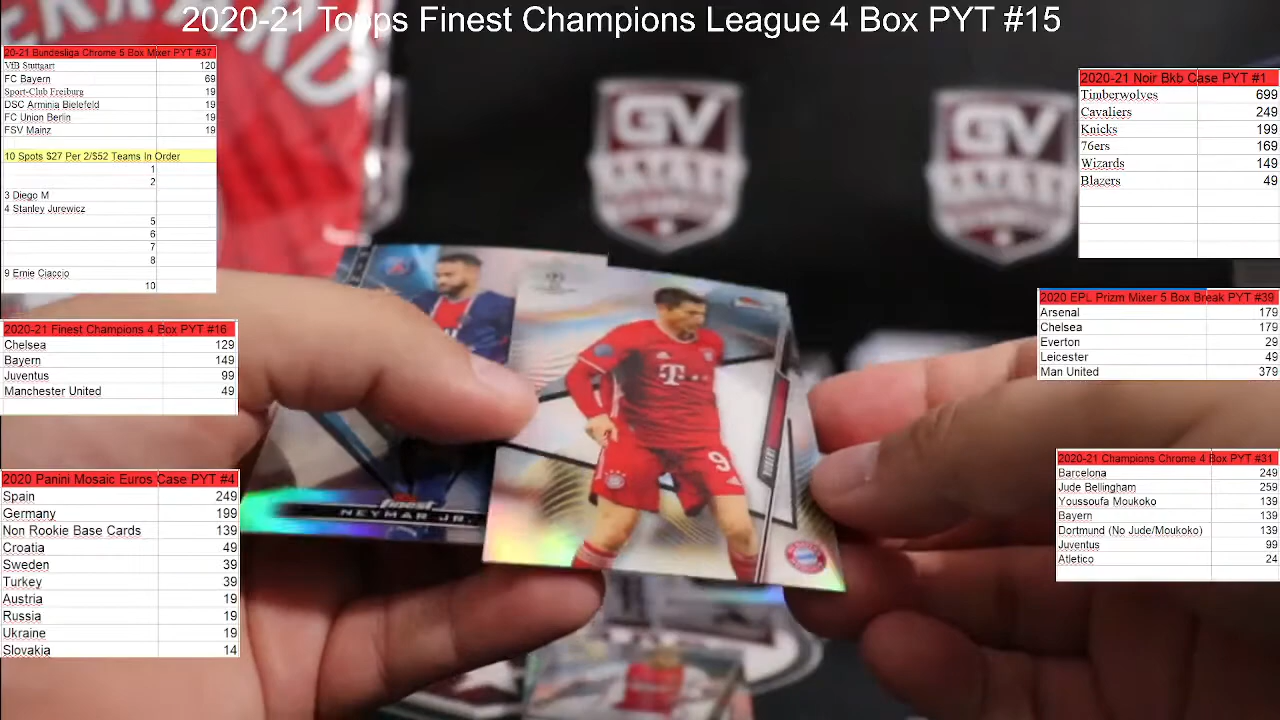 2020-21 Topps Finest Champions League 4 Box PYT #15
20-21 Bundesliga Chrome 5 Box Mixer PYT #37
VfB Stuttgart 120
FC Bayern 69
Sport-Club Freiburg 19
DSC Arminia Bielefeld 19
FC Union Berlin 19
FSV Mainz 19
10 Spots $27 Per 2/$52 Teams In Order
1
2
3 Diego M
4 Stanley Jurewicz
5
6
7
8
9 Ernie Ciaccio
10
2020-21 Finest Champions 4 Box PYT #16
Chelsea 129
Bayern 149
Juventus 99
Manchester United 49
2020 Panini Mosaic Euros Case PYT #4
Spain 249
Germany 199
Non Rookie Base Cards 139
Croatia 49
Sweden 39
Turkey 39
Austria 19
Russia 19
Ukraine 19
Slovakia 14
2020-21 Noir Bkb Case PYT #1
Timberwolves 699
Cavaliers 249
Knicks 199
76ers 169
Wizards 149
Blazers 49
2020 EPL Prizm Mixer 5 Box Break PYT #39
Arsenal 179
Chelsea 179
Everton 29
Leicester 49
Man United 379
2020-21 Champions Chrome 4 Box PYT #31
Barcelona 249
Jude Bellingham 259
Youssoufa Moukoko 139
Bayern 139
Dortmund (No Jude/Moukoko) 139
Juventus 99
Atletico 24
GV
GV
finest
NEYMAR JR.
T
9
ROBERT